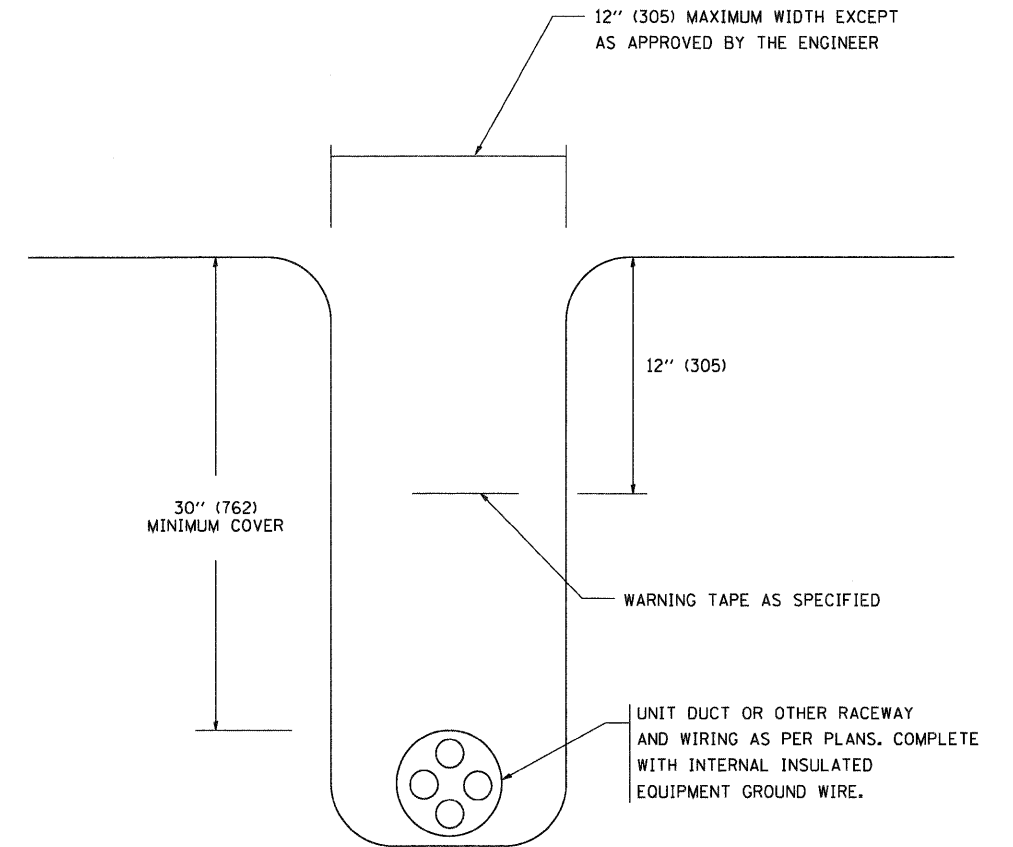 12" (305) MAXIMUM WIDTH EXCEPT
AS APPROVED BY THE ENGINEER
12" (305)
30" (762)
MINIMUM COVER
WARNING TAPE AS SPECIFIED
UNIT DUCT OR OTHER RACEWAY
AND WIRING AS PER PLANS. COMPLETE
WITH INTERNAL INSULATED
EQUIPMENT GROUND WIRE.